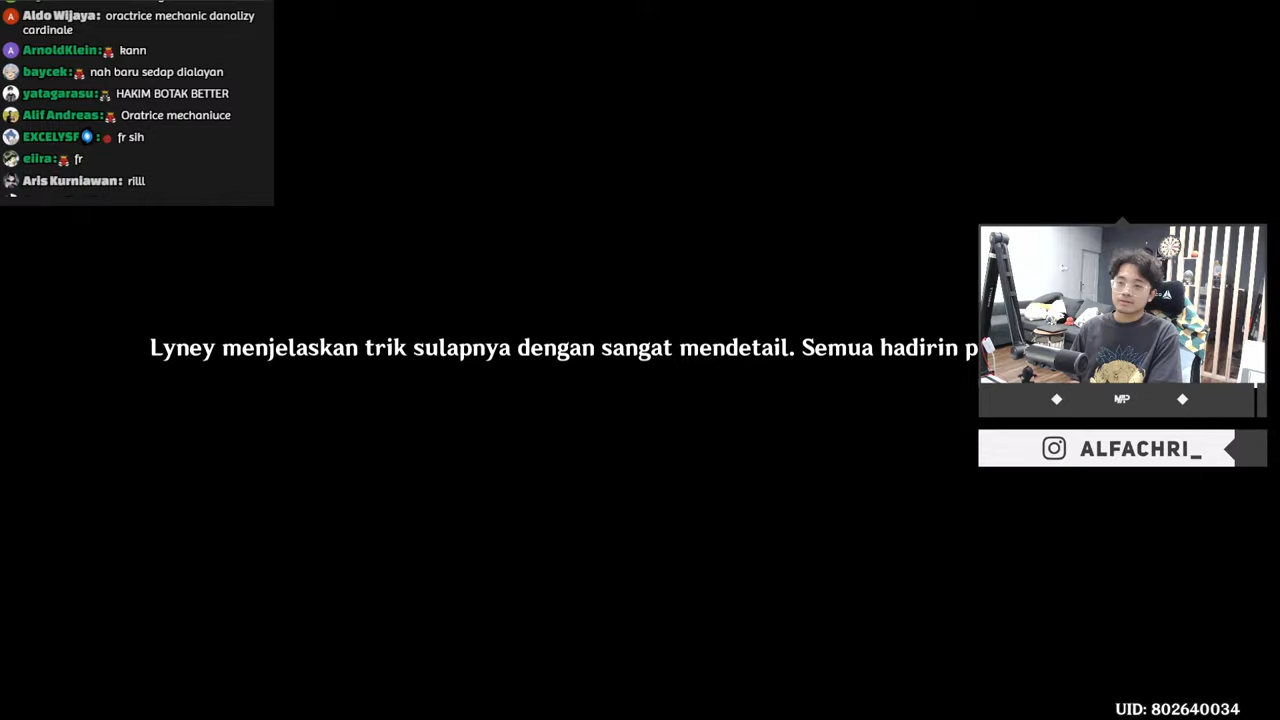 Aldo Wijaya: oractrice mechanic danalizy
cardinale
ArnoldKlein: kann
baycek: nah baru sedap dialayan
yatagarasu: HAKIM BOTAK BETTER
Alif Andreas: Oratrice mechaniuce
EXCELYSF: fr sih
eiira: fr
Aris Kurniawan: rilll
Lyney menjelaskan trik sulapnya dengan sangat mendetail. Semua hadirin p
ALFACHRI_
UID: 802640034